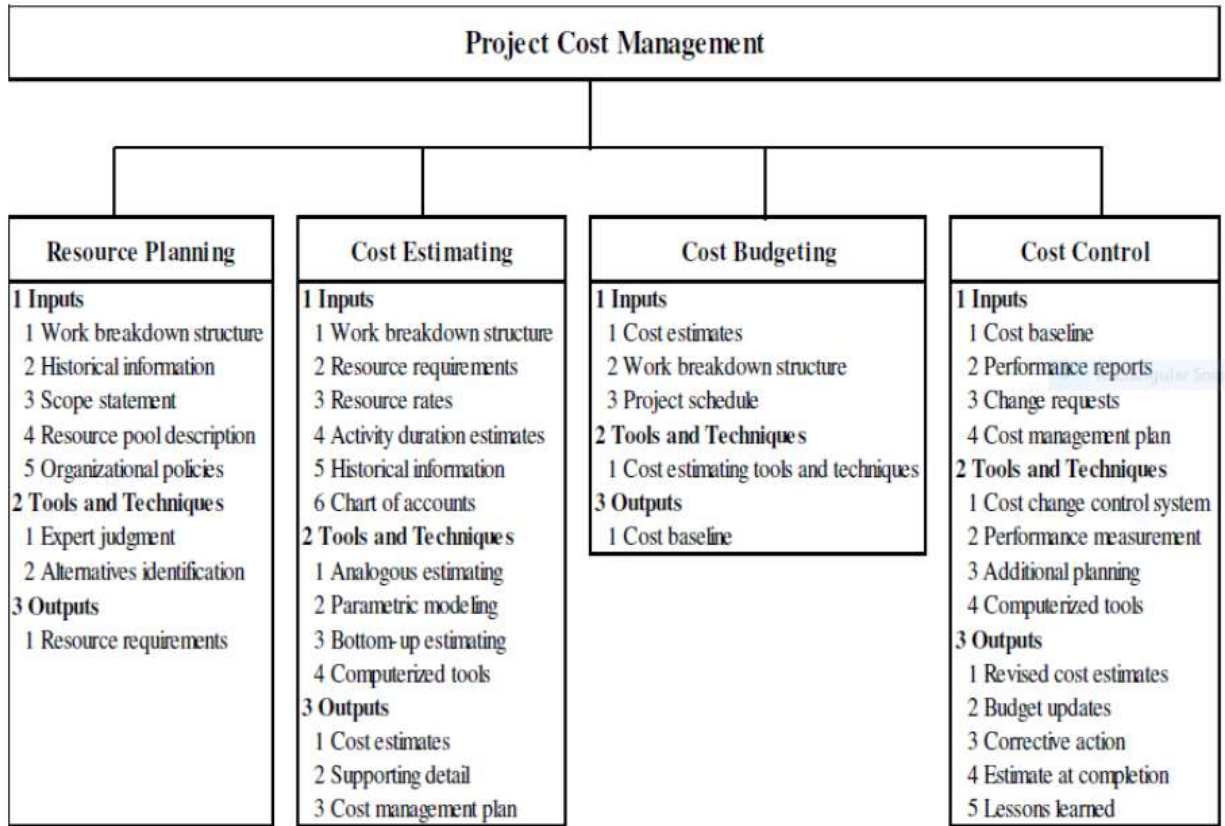 Project Cost Management
Resource Planning
1 Inputs
1 Work breakdown structure
2 Historical information
3 Scope statement
4 Resource pool description
5 Organizational policies
2 Tools and Techniques
1 Expert judgment
2 Alternatives identification
3 Outputs
1 Resource requirements
Cost Estimating
1 Inputs
1 Work breakdown structure
2 Resource requirements
3 Resource rates
4 Activity duration estimates
5 Historical information
6 Chart of accounts
2 Tools and Techniques
1 Analogous estimating
2 Parametric modeling
3 Bottom-up estimating
4 Computerized tools
3 Outputs
1 Cost estimates
2 Supporting detail
3 Cost management plan
Cost Budgeting
1 Inputs
1 Cost estimates
2 Work breakdown structure
3 Project schedule
2 Tools and Techniques
1 Cost estimating tools and techniques
3 Outputs
1 Cost baseline
Cost Control
1 Inputs
1 Cost baseline
2 Performance reports
3 Change requests
4 Cost management plan
2 Tools and Techniques
1 Cost change control system
2 Performance measurement
3 Additional planning
4 Computerized tools
3 Outputs
1 Revised cost estimates
2 Budget updates
3 Corrective action
4 Estimate at completion
5 Lessons learned